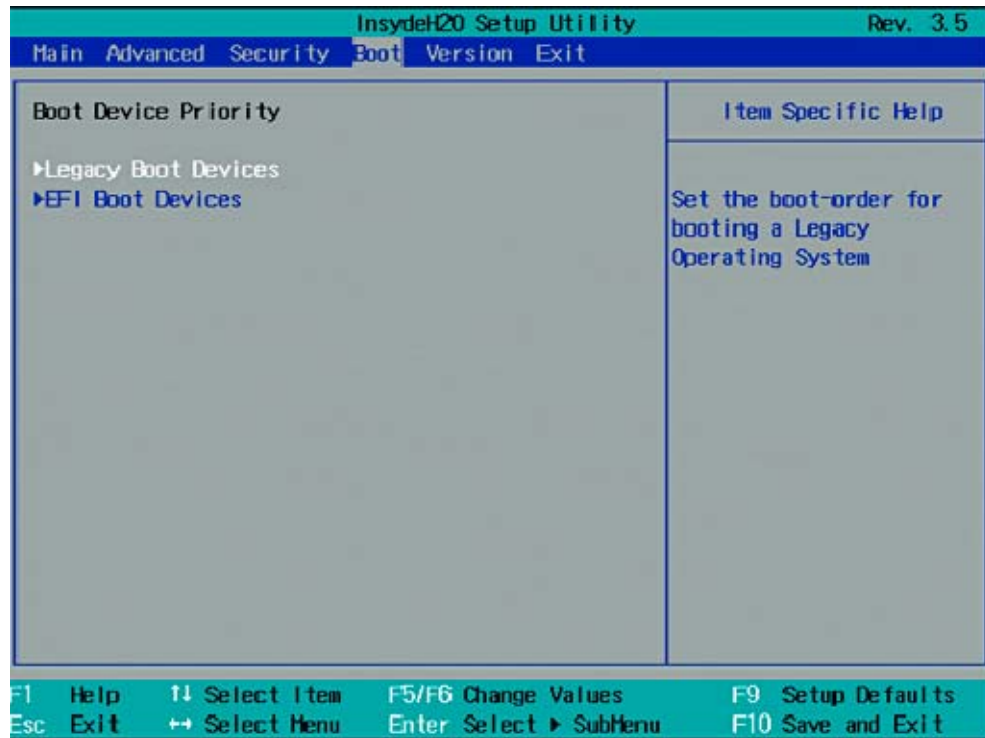 InsydeH20 Setup Utility Rev. 3.5
Main Advanced Security Boot Version Exit
Boot Device Priority
Item Specific Help
▶Legacy Boot Devices
▶EFI Boot Devices
Set the boot-order for
booting a Legacy
Operating System
F1 Help ↑↓ Select Item F5/F6 Change Values F9 Setup Defaults
Esc Exit ↔ Select Menu Enter Select ▶ SubMenu F10 Save and Exit